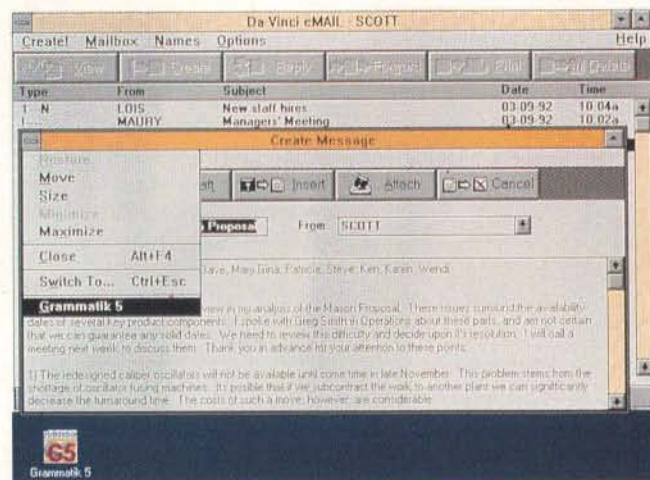 Da Vinci eMAIL - SCOTT
Create! Mailbox Names Options Help
View Create Reply Forward Print Delete
Type From Subject Date Time
1 N LOIS New staff hires 03-09-92 10:04a
MAURY Managers' Meeting 03-09-92 10:02a
Create Message
Restore
Move
Size
Minimize
Maximize
Close Alt+F4
Switch To... Ctrl+Esc
Grammatik 5
Insert Attach Cancel
Proposal From SCOTT
Dave, Mary, Gina, Patricie, Steve, Ken, Karen, Wendi
view in my analysis of the Mason Proposal. These issues surround the availability
dates of several key product components. I spoke with Greg Smith in Operations about these parts, and am not certain
that we can guarantee any solid dates. We need to review this difficulty and decide upon it's resolution. I will call a
meeting next week to discuss them. Thank you in advance for your attention to these points.
1) The redesigned caliper oscillators will not be available until come time in late November. This problem stems from the
shortage of oscillator fusing machines. Its posible that if we subcontract the work to another plant we can significantly
decrease the turnaround time. The costs of such a move, however, are considerable.
G5
Grammatik 5